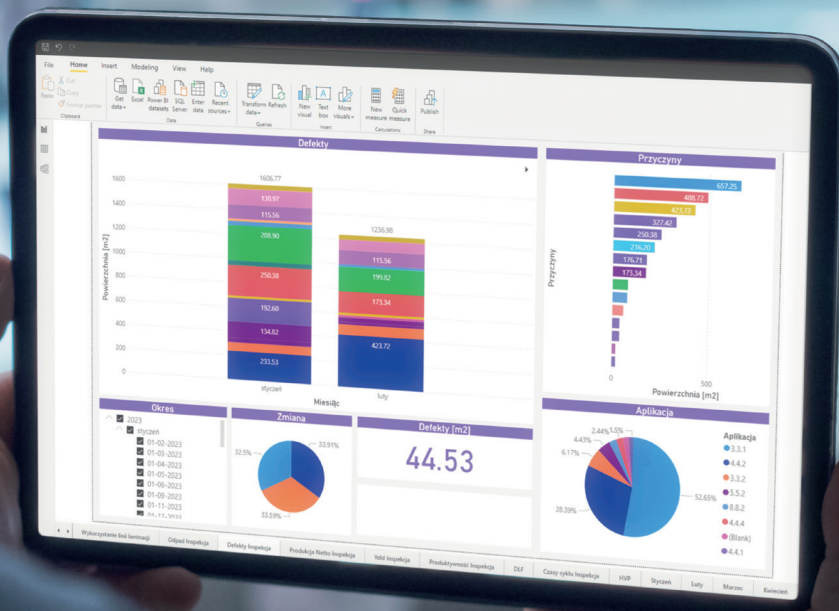 File Home Insert Modeling View Help
Paste
Cut
Copy
Format painter
Clipboard
Get data
Excel
Power BI datasets
SQL Server
Enter data
Recent sources
Data
Transform data
Refresh
Queries
New visual
Text box
More visuals
Insert
New measure
Quick measure
Calculations
Publish
Share
Defekty
Powierzchnia [m2]
1600
1400
1200
1000
800
600
400
200
0
1606.77
130.97
115.56
288.90
250.38
192.60
134.82
233.53
styczeń
1236.98
115.56
199.82
173.34
423.72
luty
Miesiąc
Przyczyny
Przyczyny
657.25
488.72
423.72
327.42
250.38
216.20
176.71
173.34
0
500
Powierzchnia [m2]
Okres
2023
styczeń
01-02-2023
01-03-2023
01-04-2023
01-05-2023
01-06-2023
01-09-2023
01-11-2023
01-12-2023
Zmiana
32.5%
33.91%
33.59%
Defekty [m2]
44.53
Aplikacja
1.5%
2.44%
4.43%
6.17%
28.39%
52.65%
Aplikacja
3.3.1
4.4.2
3.3.2
5.5.2
8.8.2
4.4.4
(Blank)
4.4.1
Wykorzystanie linii laminacji
Odpad Inspekcja
Defekty Inspekcja
Produkcja Netto Inspekcja
Yield Inspekcja
Produktywność Inspekcja
DLF
Czasy cyklu Inspekcja
HVP
Styczeń
Luty
Marzec
Kwiecień